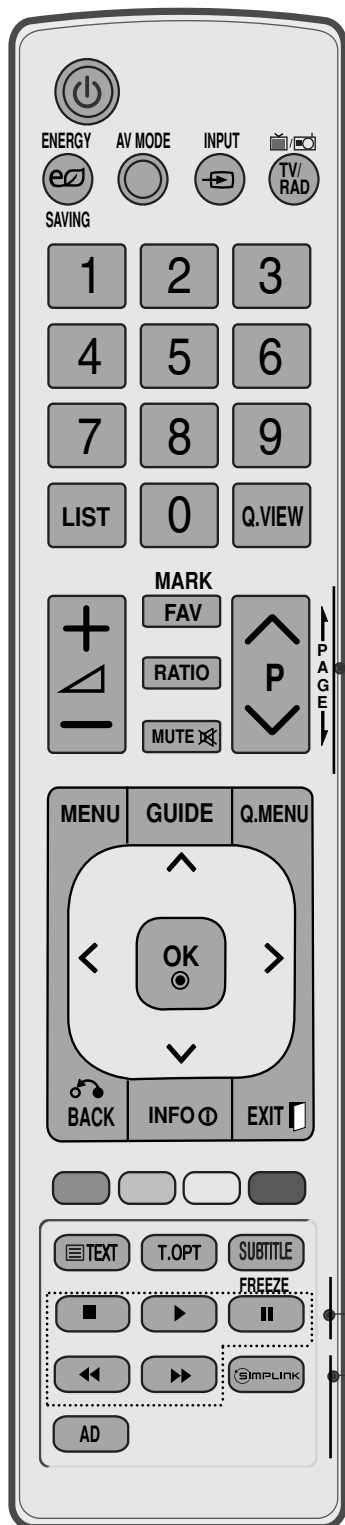 ENERGY AV MODE INPUT
TV/
RAD
SAVING
1 2 3
4 5 6
7 8 9
LIST 0 Q.VIEW
MARK
FAV
RATIO
P
PAGE
MUTE
MENU GUIDE Q.MENU
OK
BACK INFO EXIT
TEXT T.OPT SUBTITLE
FREEZE
SIMPLINK
AD